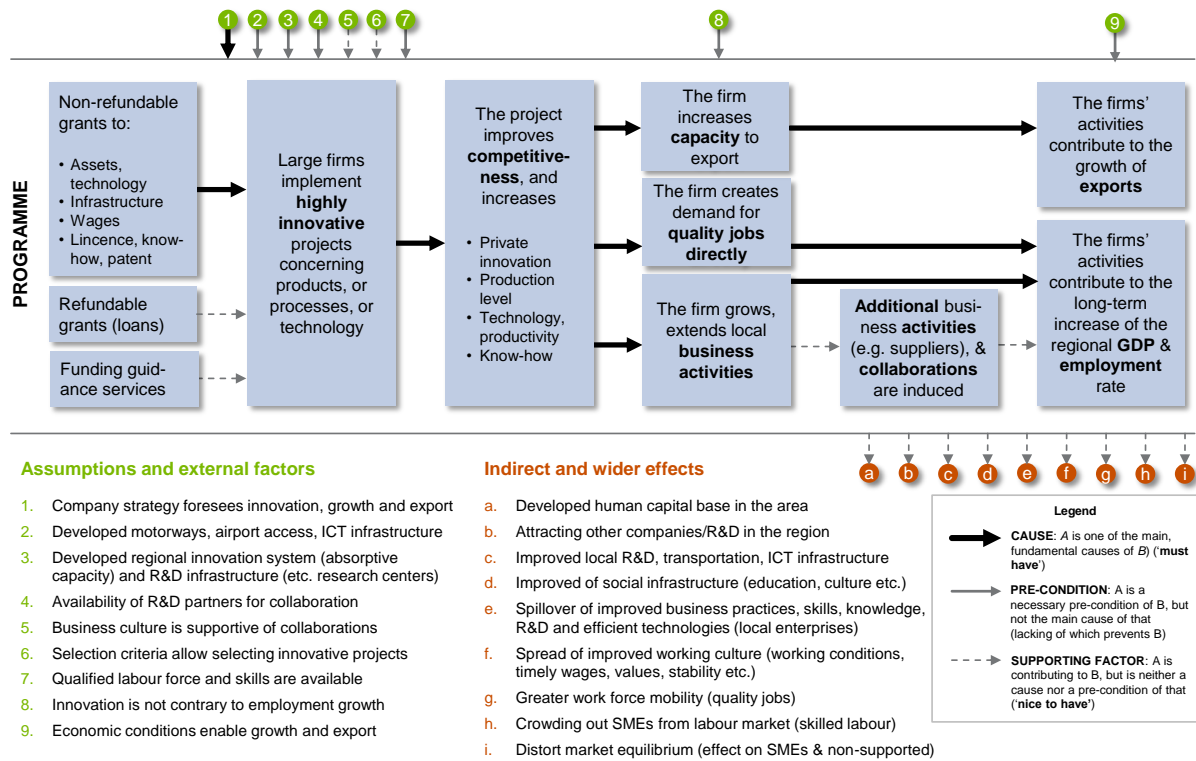 1 2 3 4 5 6 7 8 9
PROGRAMME
Non-refundable
grants to:
• Assets,
technology
• Infrastructure
• Wages
• Lincence, know-
how, patent
Refundable
grants (loans)
Funding guid-
ance services
Large firms
implement
highly
innovative
projects
concerning
products, or
processes, or
technology
The project
improves
competitive-
ness, and
increases
• Private
innovation
• Production
level
• Technology,
productivity
• Know-how
The firm
increases
capacity to
export
The firm creates
demand for
quality jobs
directly
The firm grows,
extends local
business
activities
Additional busi-
ness activities
(e.g. suppliers), &
collaborations
are induced
The firms'
activities
contribute to the
growth of
exports
The firms'
activities
contribute to the
long-term
increase of the
regional GDP &
employment
rate
a b c d e f g h i
Assumptions and external factors
1. Company strategy foresees innovation, growth and export
2. Developed motorways, airport access, ICT infrastructure
3. Developed regional innovation system (absorptive
capacity) and R&D infrastructure (etc. research centers)
4. Availability of R&D partners for collaboration
5. Business culture is supportive of collaborations
6. Selection criteria allow selecting innovative projects
7. Qualified labour force and skills are available
8. Innovation is not contrary to employment growth
9. Economic conditions enable growth and export
Indirect and wider effects
a. Developed human capital base in the area
b. Attracting other companies/R&D in the region
c. Improved local R&D, transportation, ICT infrastructure
d. Improved of social infrastructure (education, culture etc.)
e. Spillover of improved business practices, skills, knowledge,
R&D and efficient technologies (local enterprises)
f. Spread of improved working culture (working conditions,
timely wages, values, stability etc.)
g. Greater work force mobility (quality jobs)
h. Crowding out SMEs from labour market (skilled labour)
i. Distort market equilibrium (effect on SMEs & non-supported)
Legend
CAUSE: A is one of the main,
fundamental causes of B) ('must
have')
PRE-CONDITION: A is a
necessary pre-condition of B, but
not the main cause of that
(lacking of which prevents B)
SUPPORTING FACTOR: A is
contributing to B, but is neither a
cause nor a pre-condition of that
('nice to have')